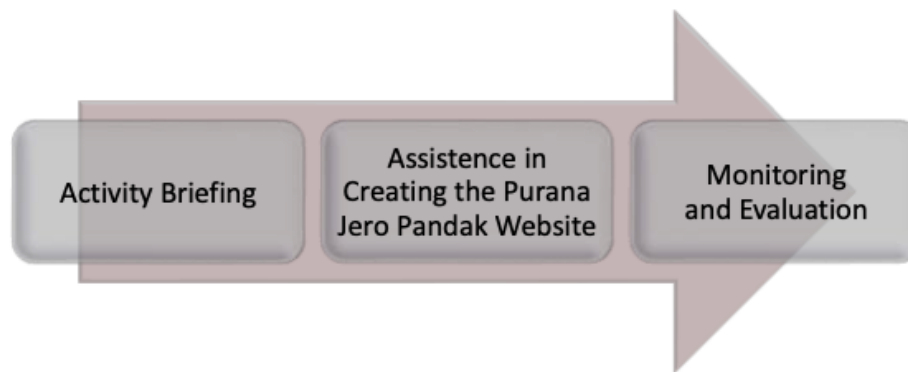 Activity Briefing
Assistence in
Creating the Purana
Jero Pandak Website
Monitoring
and Evaluation